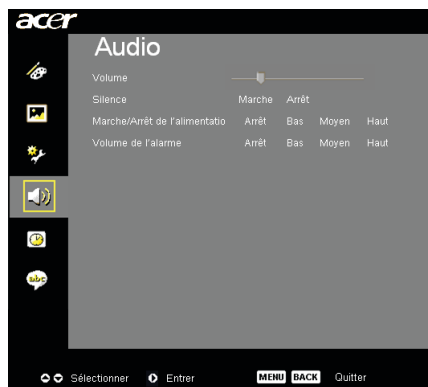 acer
Audio
Volume
Silence Marche Arrêt
Marche/Arrêt de l'alimentatio Arrêt Bas Moyen Haut
Volume de l'alarme Arrêt Bas Moyen Haut
abc
Sélectionner Entrer MENU BACK Quitter